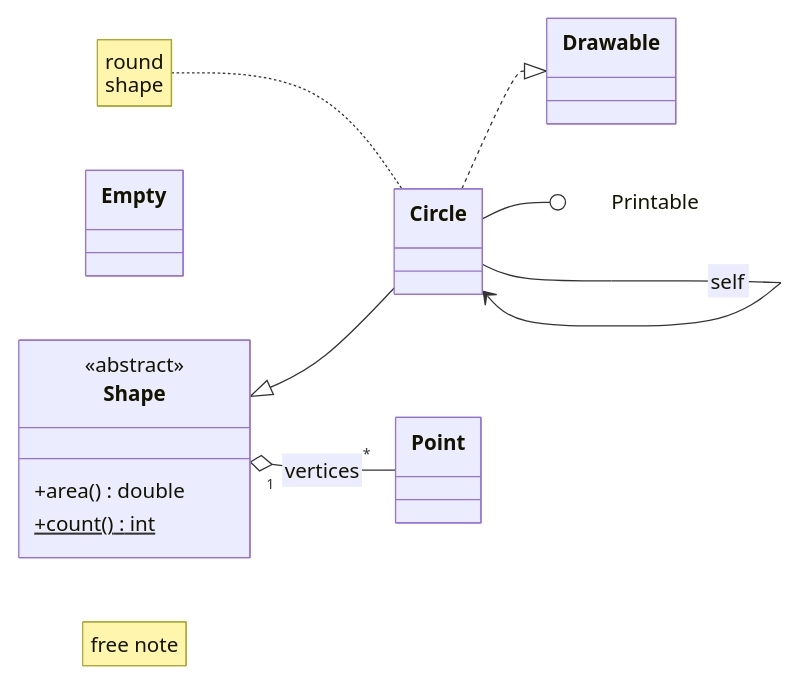 Drawable
round
shape
Empty
Circle
Printable
self
«abstract»
Shape
Point
*
vertices
1
+area() : double
+count() : int
free note